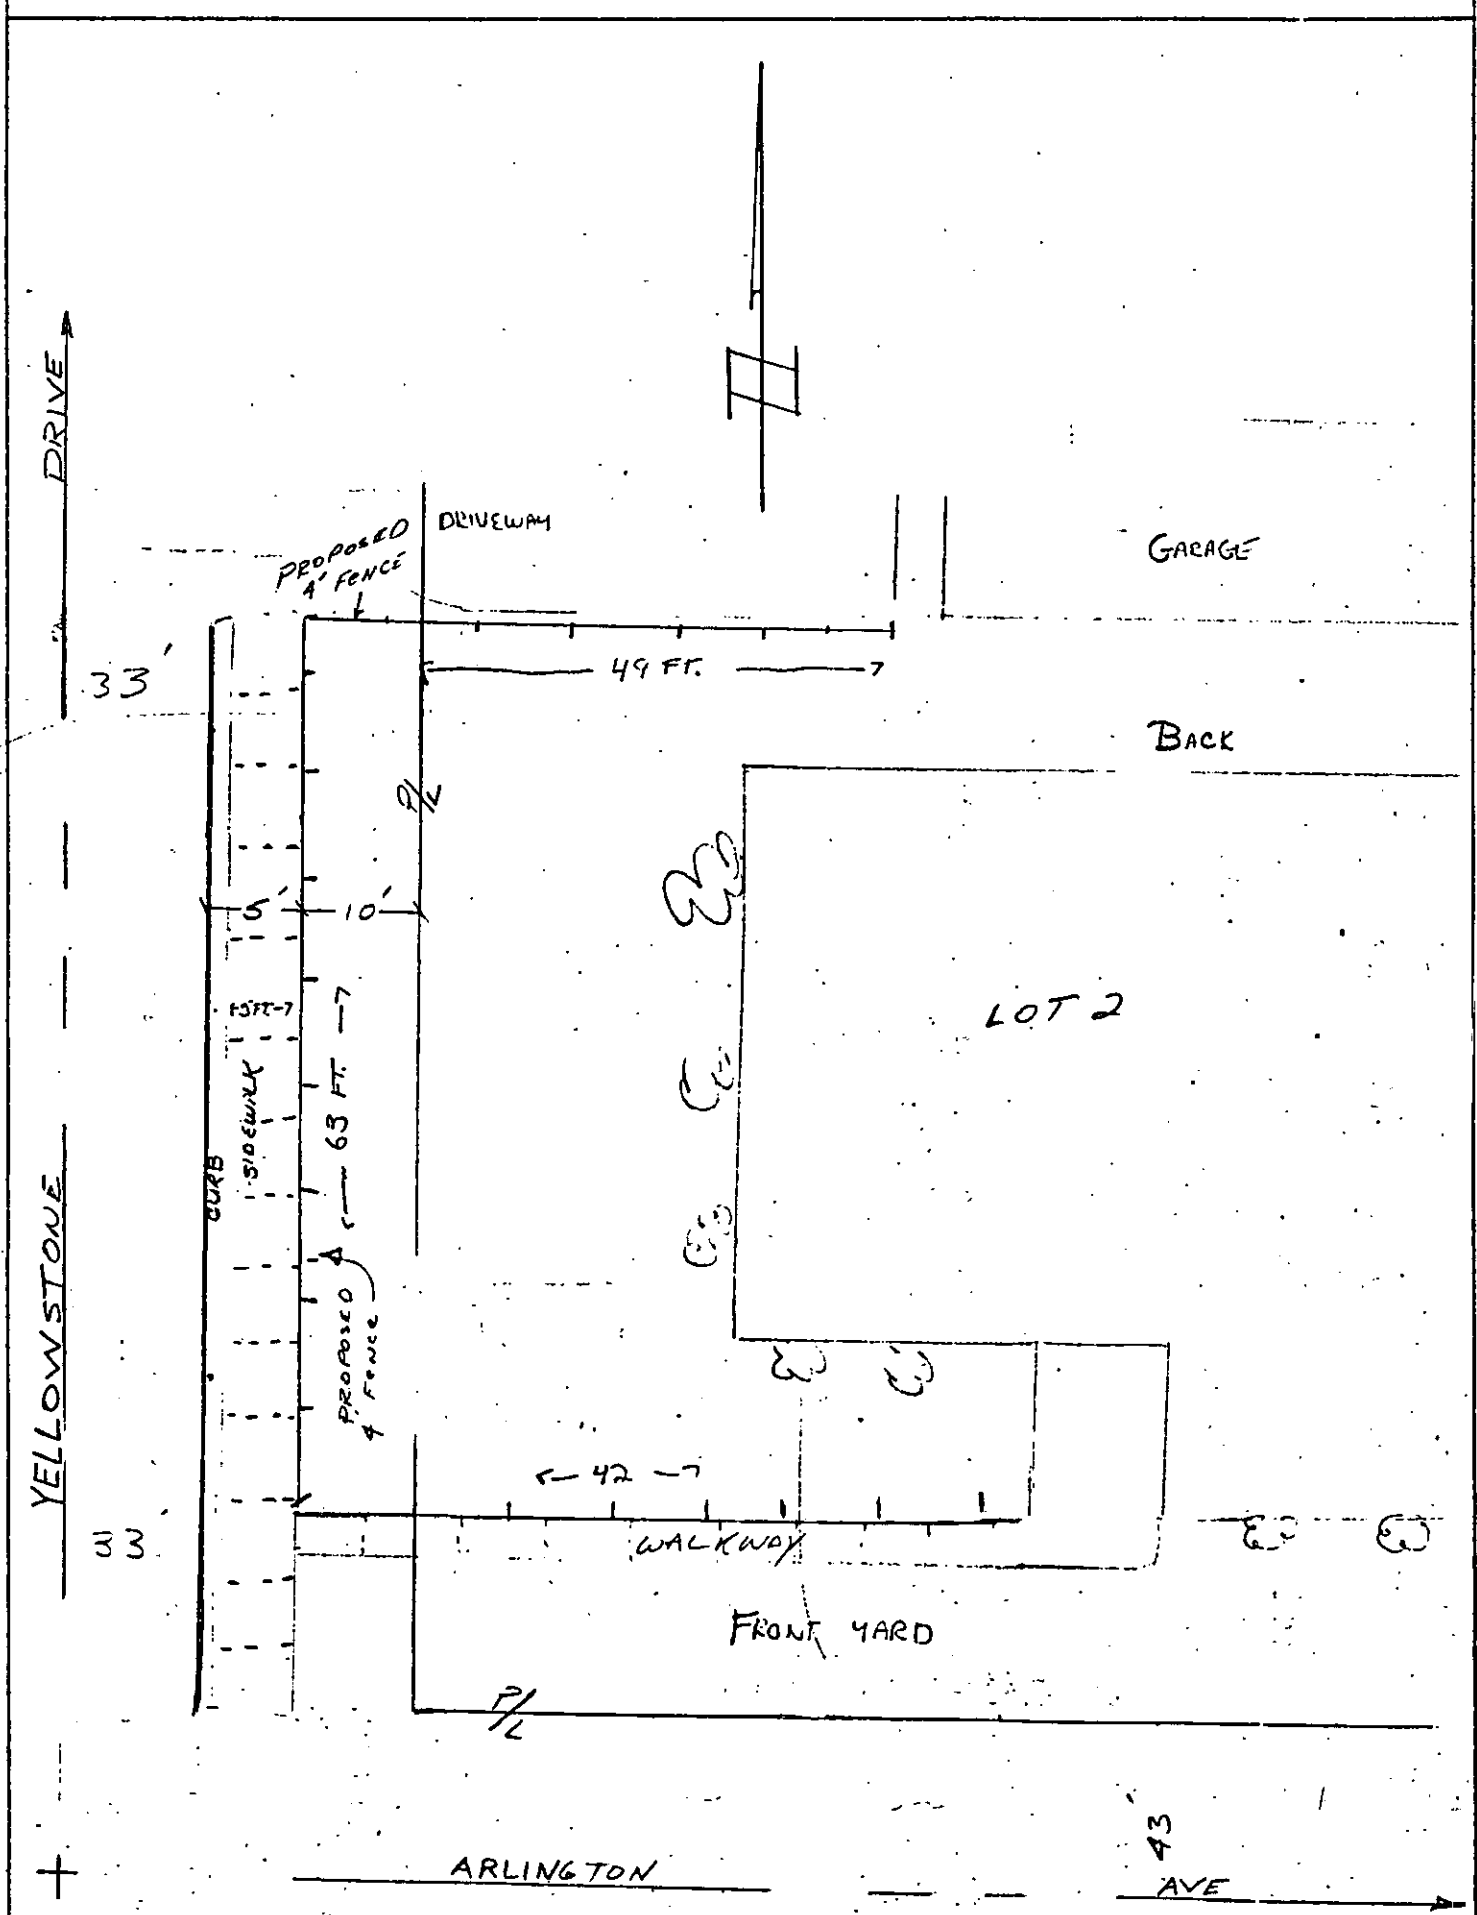 N
DRIVE
DRIVEWAY
PROPOSED
4' FENCE
GARAGE
33'
49 FT.
BACK
P/L
5'
10'
LOT 2
5 FT
63 FT.
SIDEWALK
CURB
PROPOSED
4' FENCE
YELLOWSTONE
42
WALKWAY
33'
FRONT YARD
P/L
43'
ARLINGTON
AVE